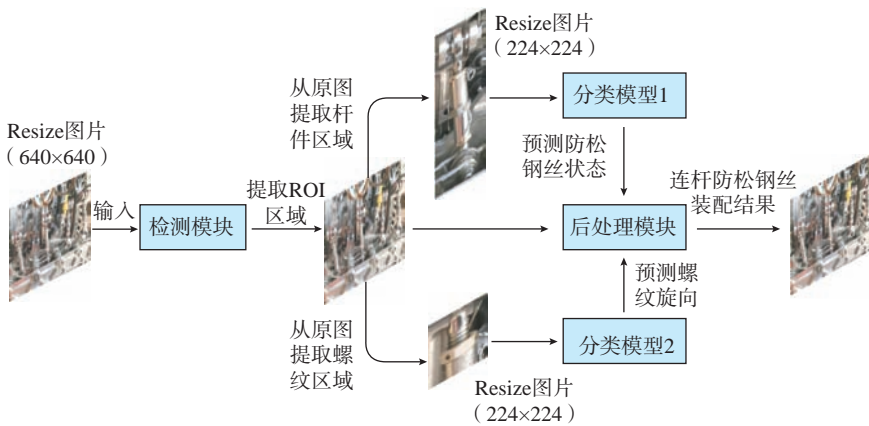 Resize图片
（640×640）
输入
检测模块
提取ROI
区域
从原图
提取杆
件区域
Resize图片
（224×224）
分类模型1
预测防松
钢丝状态
后处理模块
连杆防松钢丝
装配结果
从原图
提取螺
纹区域
Resize图片
（224×224）
分类模型2
预测螺
纹旋向